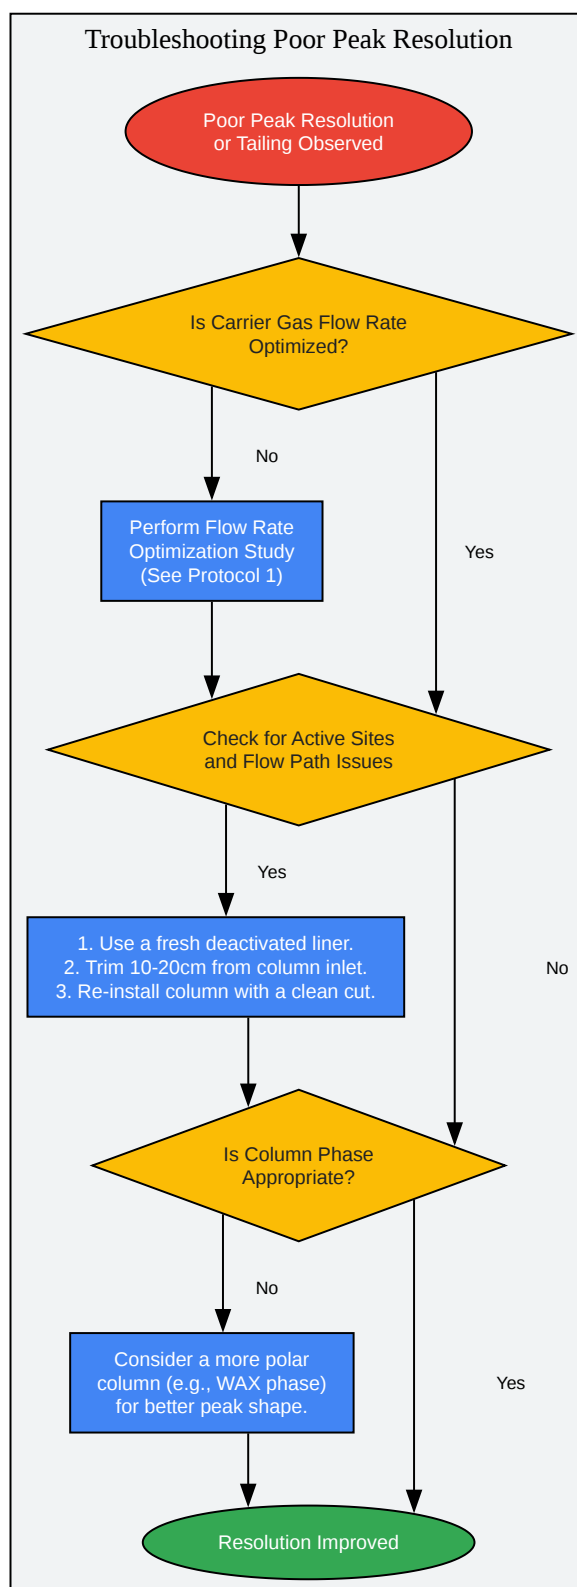 Troubleshooting Poor Peak Resolution
Poor Peak Resolution
or Tailing Observed
Is Carrier Gas Flow Rate
Optimized?
No
Perform Flow Rate
Optimization Study
(See Protocol 1)
Yes
Check for Active Sites
and Flow Path Issues
Yes
1. Use a fresh deactivated liner.
2. Trim 10-20cm from column inlet.
3. Re-install column with a clean cut.
No
Is Column Phase
Appropriate?
No
Consider a more polar
column (e.g., WAX phase)
for better peak shape.
Yes
Resolution Improved